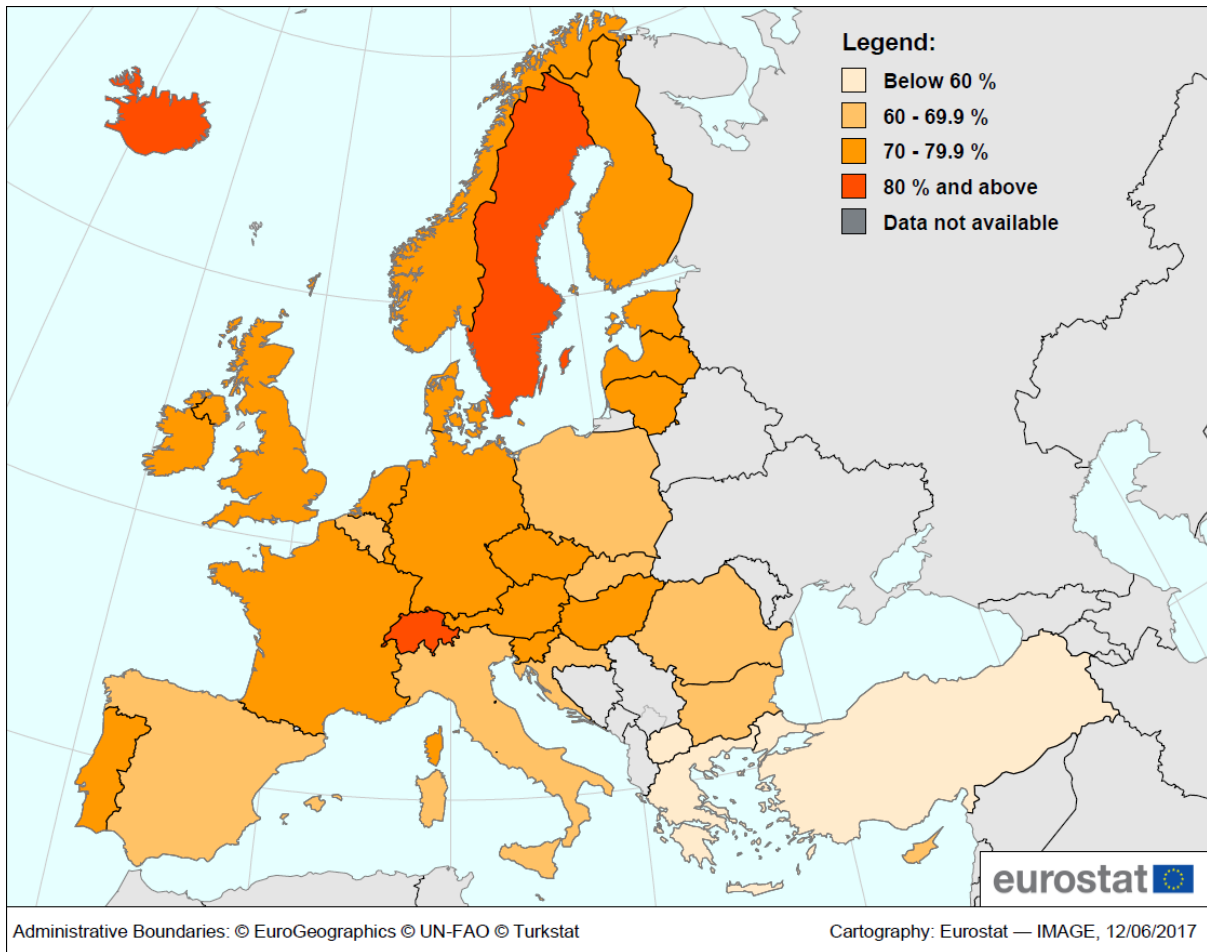 Legend:
Below 60 %
60 - 69.9 %
70 - 79.9 %
80 % and above
Data not available
eurostat
Administrative Boundaries: © EuroGeographics © UN-FAO © Turkstat
Cartography: Eurostat — IMAGE, 12/06/2017